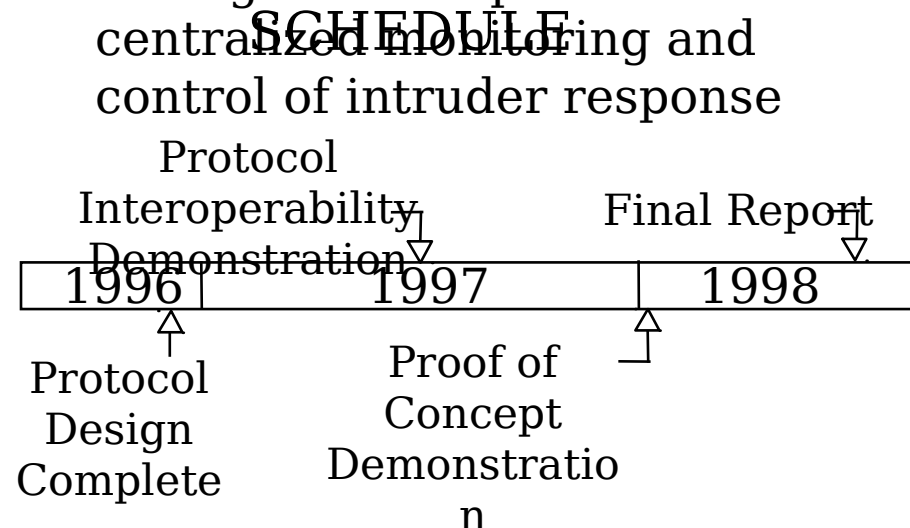 SCHEDULE
centralized monitoring and
control of intruder response
Protocol
Interoperability
Demonstration
Final Report
1996 1997 1998
Protocol
Design
Complete
Proof of
Concept
Demonstratio
n